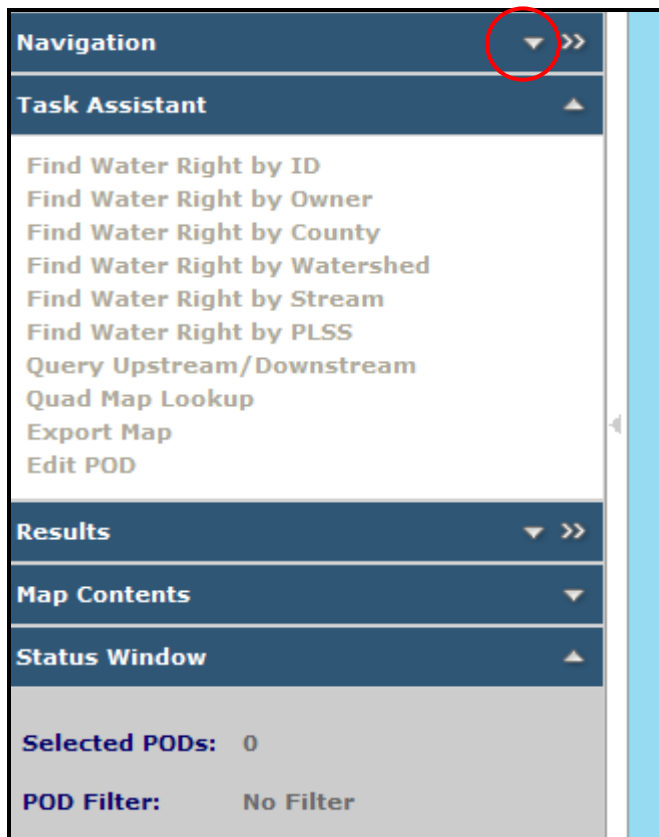 Navigation
Task Assistant
Find Water Right by ID
Find Water Right by Owner
Find Water Right by County
Find Water Right by Watershed
Find Water Right by Stream
Find Water Right by PLSS
Query Upstream/Downstream
Quad Map Lookup
Export Map
Edit POD
Results
Map Contents
Status Window
Selected PODs: 0
POD Filter: No Filter